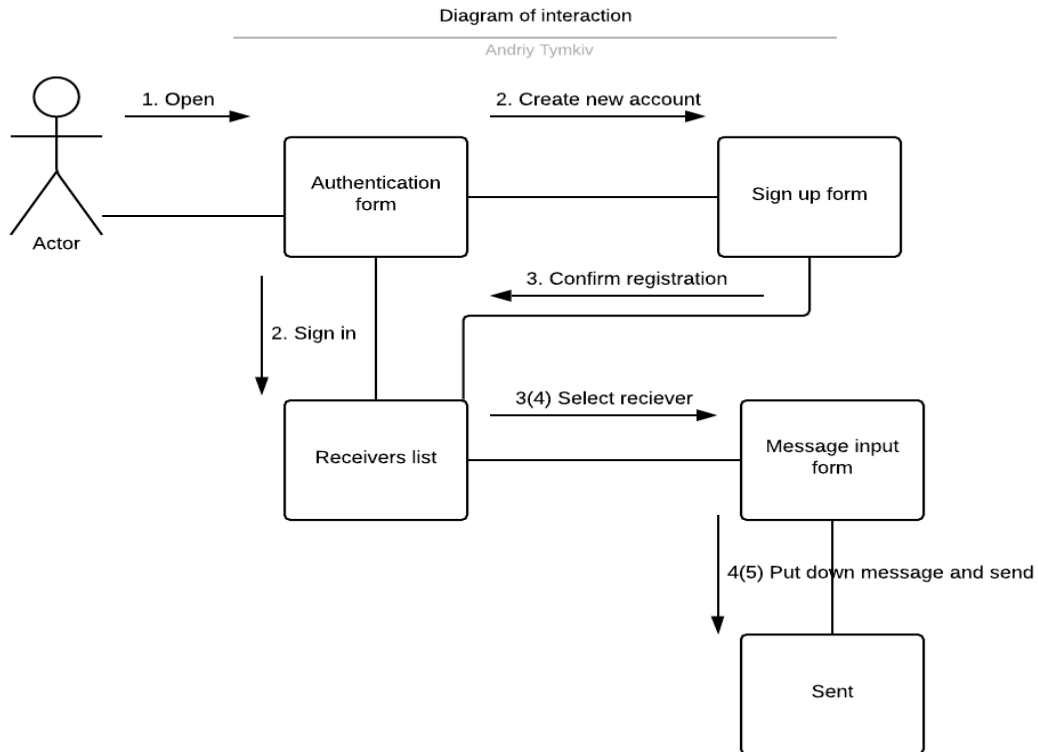 Diagram of interaction
Andriy Tymkiv
1. Open
2. Create new account
Authentication
form
Sign up form
Actor
3. Confirm registration
2. Sign in
3(4) Select reciever
Receivers list
Message input
form
4(5) Put down message and send
Sent